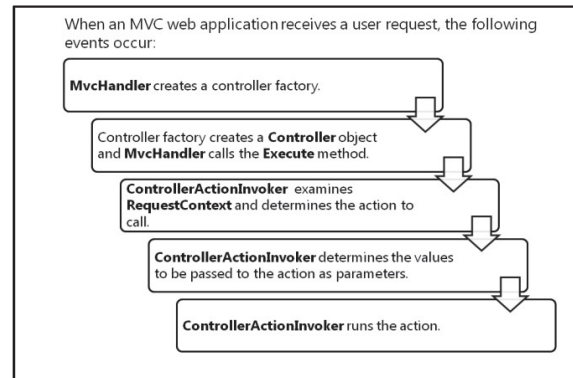 When an MVC web application receives a user request, the following
events occur:
MvcHandler creates a controller factory.
Controller factory creates a Controller object
and MvcHandler calls the Execute method.
ControllerActionInvoker examines
RequestContext and determines the action to
call.
ControllerActionInvoker determines the values
to be passed to the action as parameters.
ControllerActionInvoker runs the action.